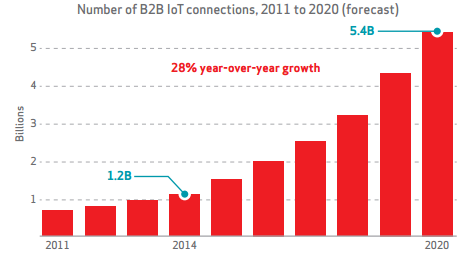 Number of B2B IoT connections, 2011 to 2020 (forecast)
5.4B
5
28% year-over-year growth
4
Billions
3
2
1.2B
1
2011 2014 2020